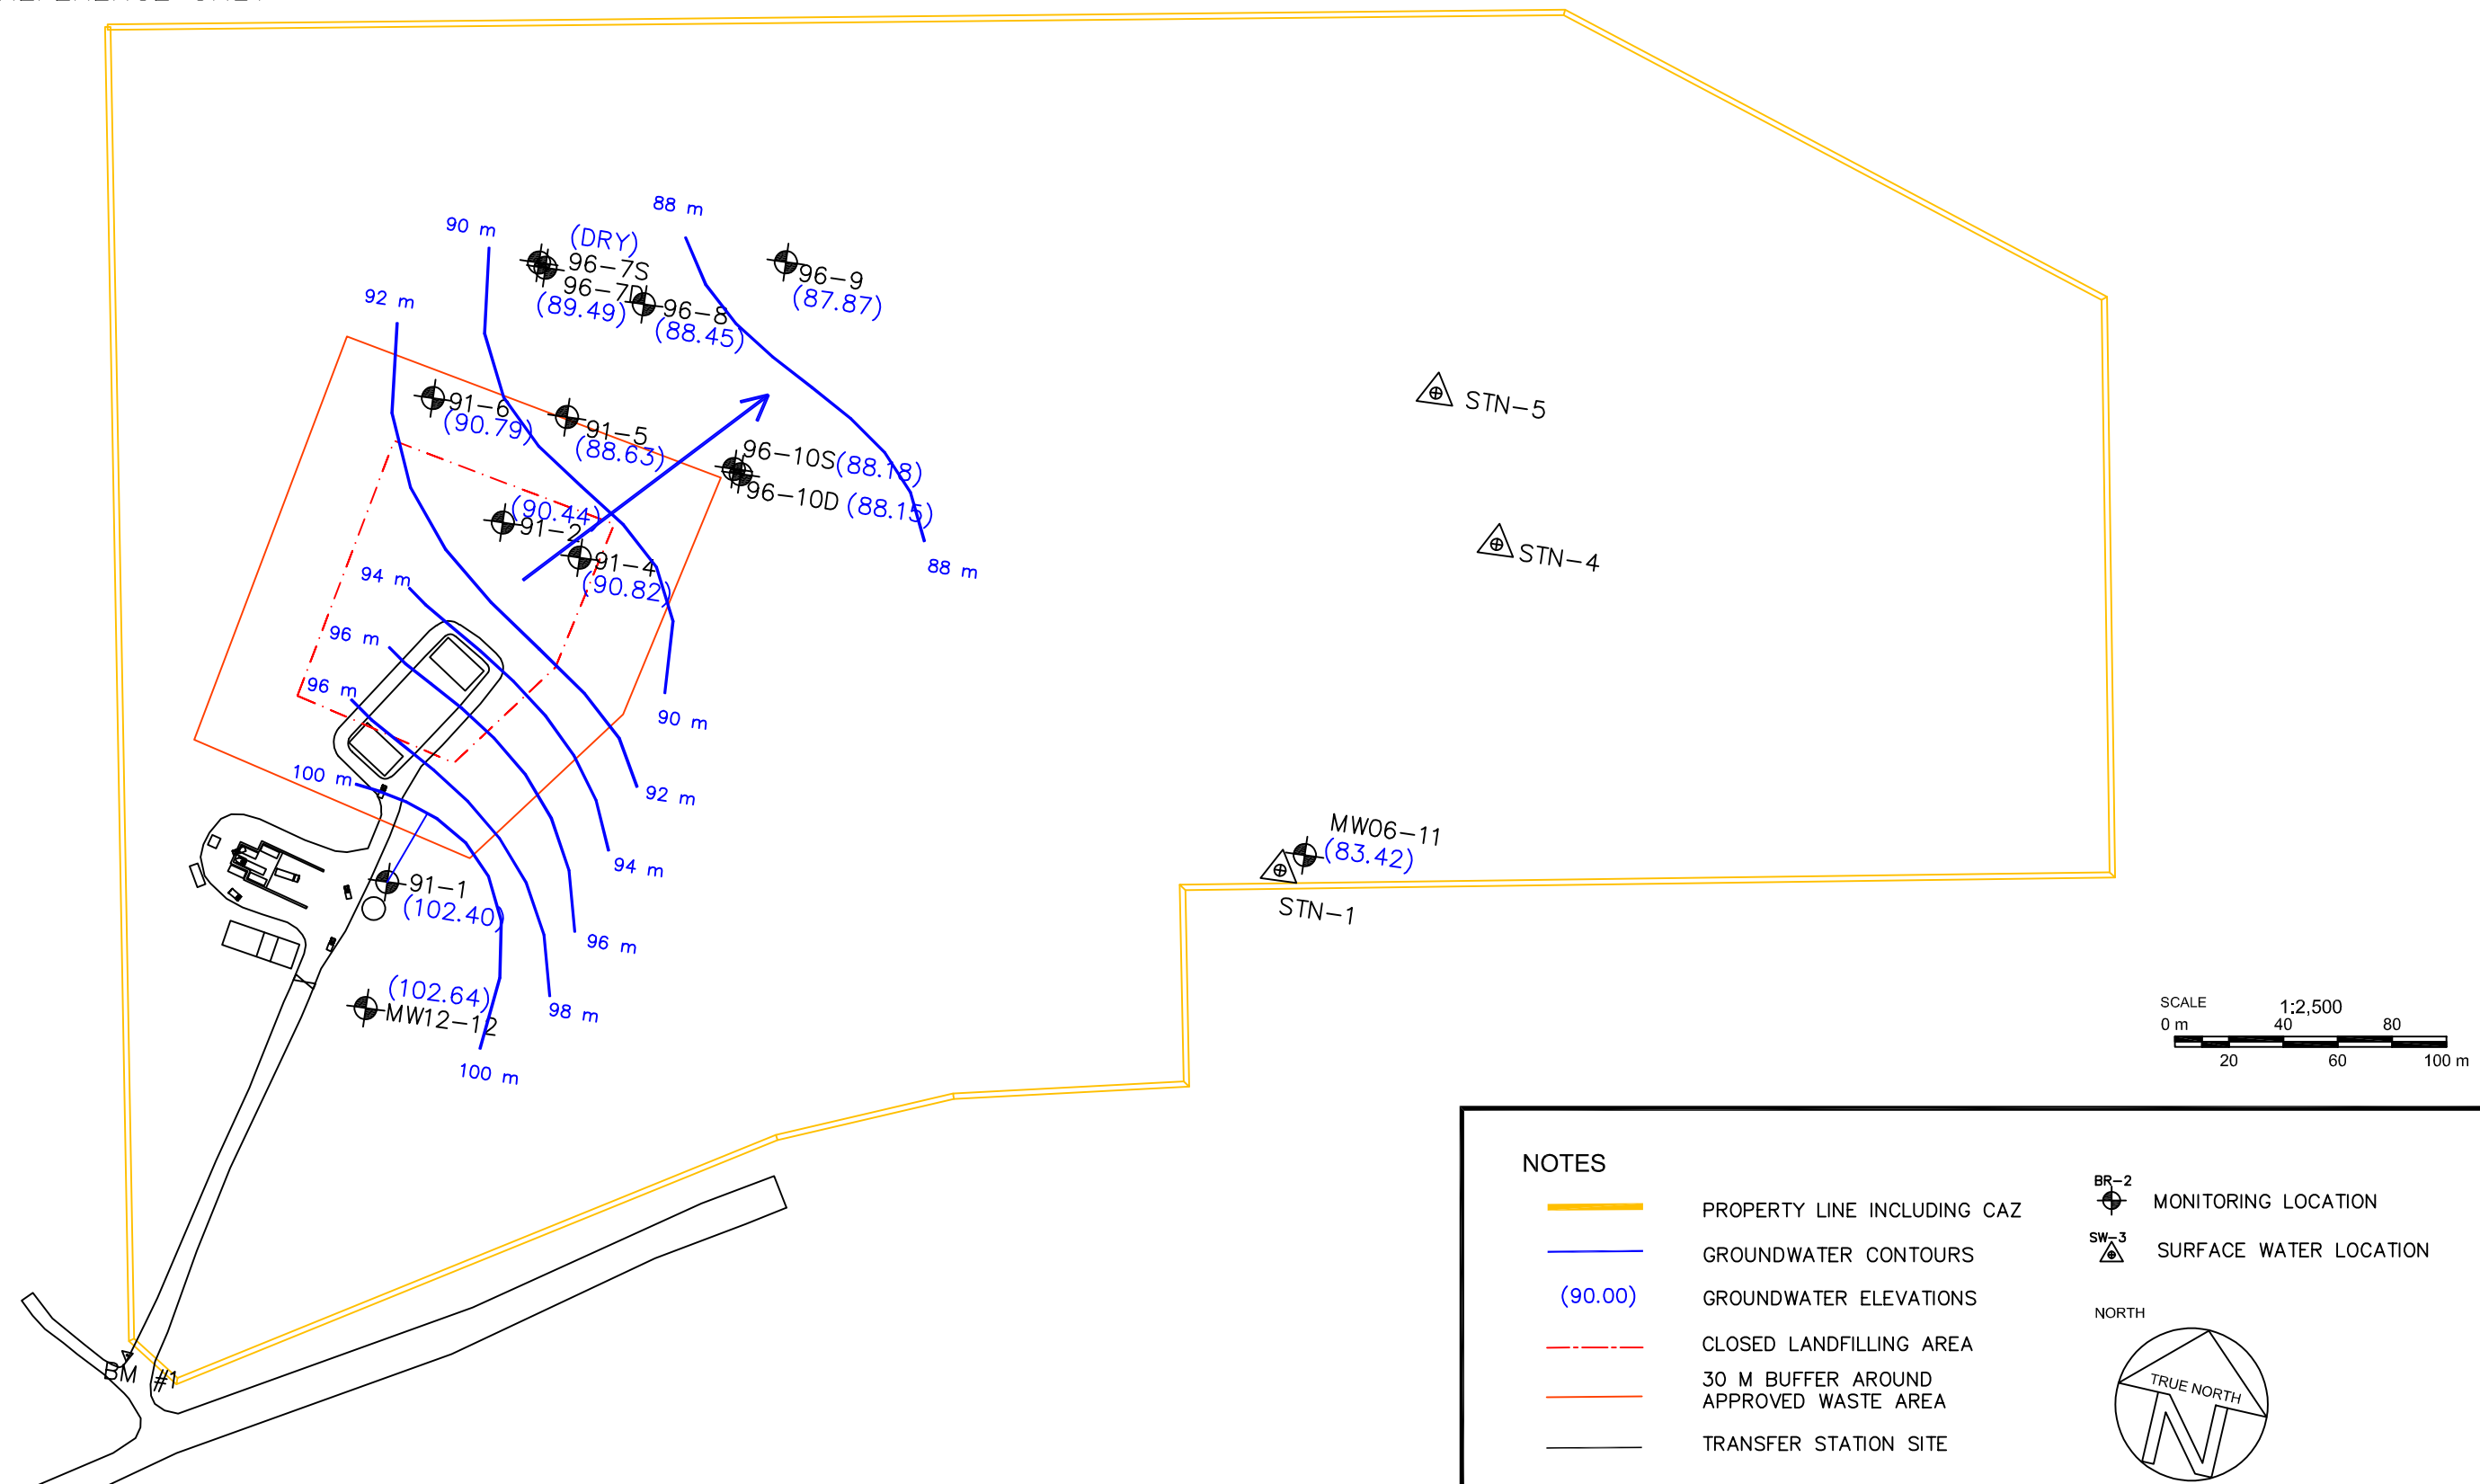 88 m
90 m
(DRY)
96-7S
96-7D
(89.49)
96-8
(88.45)
96-9
(87.87)
92 m
91-6
(90.79)
91-5
(88.63)
96-10S(88.18)
96-10D (88.15)
(90.44)
91-2
91-4
(90.82)
88 m
STN-5
STN-4
94 m
96 m
96 m
100 m
90 m
92 m
94 m
96 m
98 m
100 m
91-1
(102.40)
(102.64)
MW12-12
MW06-11
(83.42)
STN-1
BM #1
SCALE 1:2,500
0 m 40 80
20 60 100 m
NOTES
PROPERTY LINE INCLUDING CAZ
GROUNDWATER CONTOURS
(90.00) GROUNDWATER ELEVATIONS
CLOSED LANDFILLING AREA
30 M BUFFER AROUND
APPROVED WASTE AREA
TRANSFER STATION SITE
BR-2
MONITORING LOCATION
SW-3
SURFACE WATER LOCATION
NORTH
TRUE NORTH
N